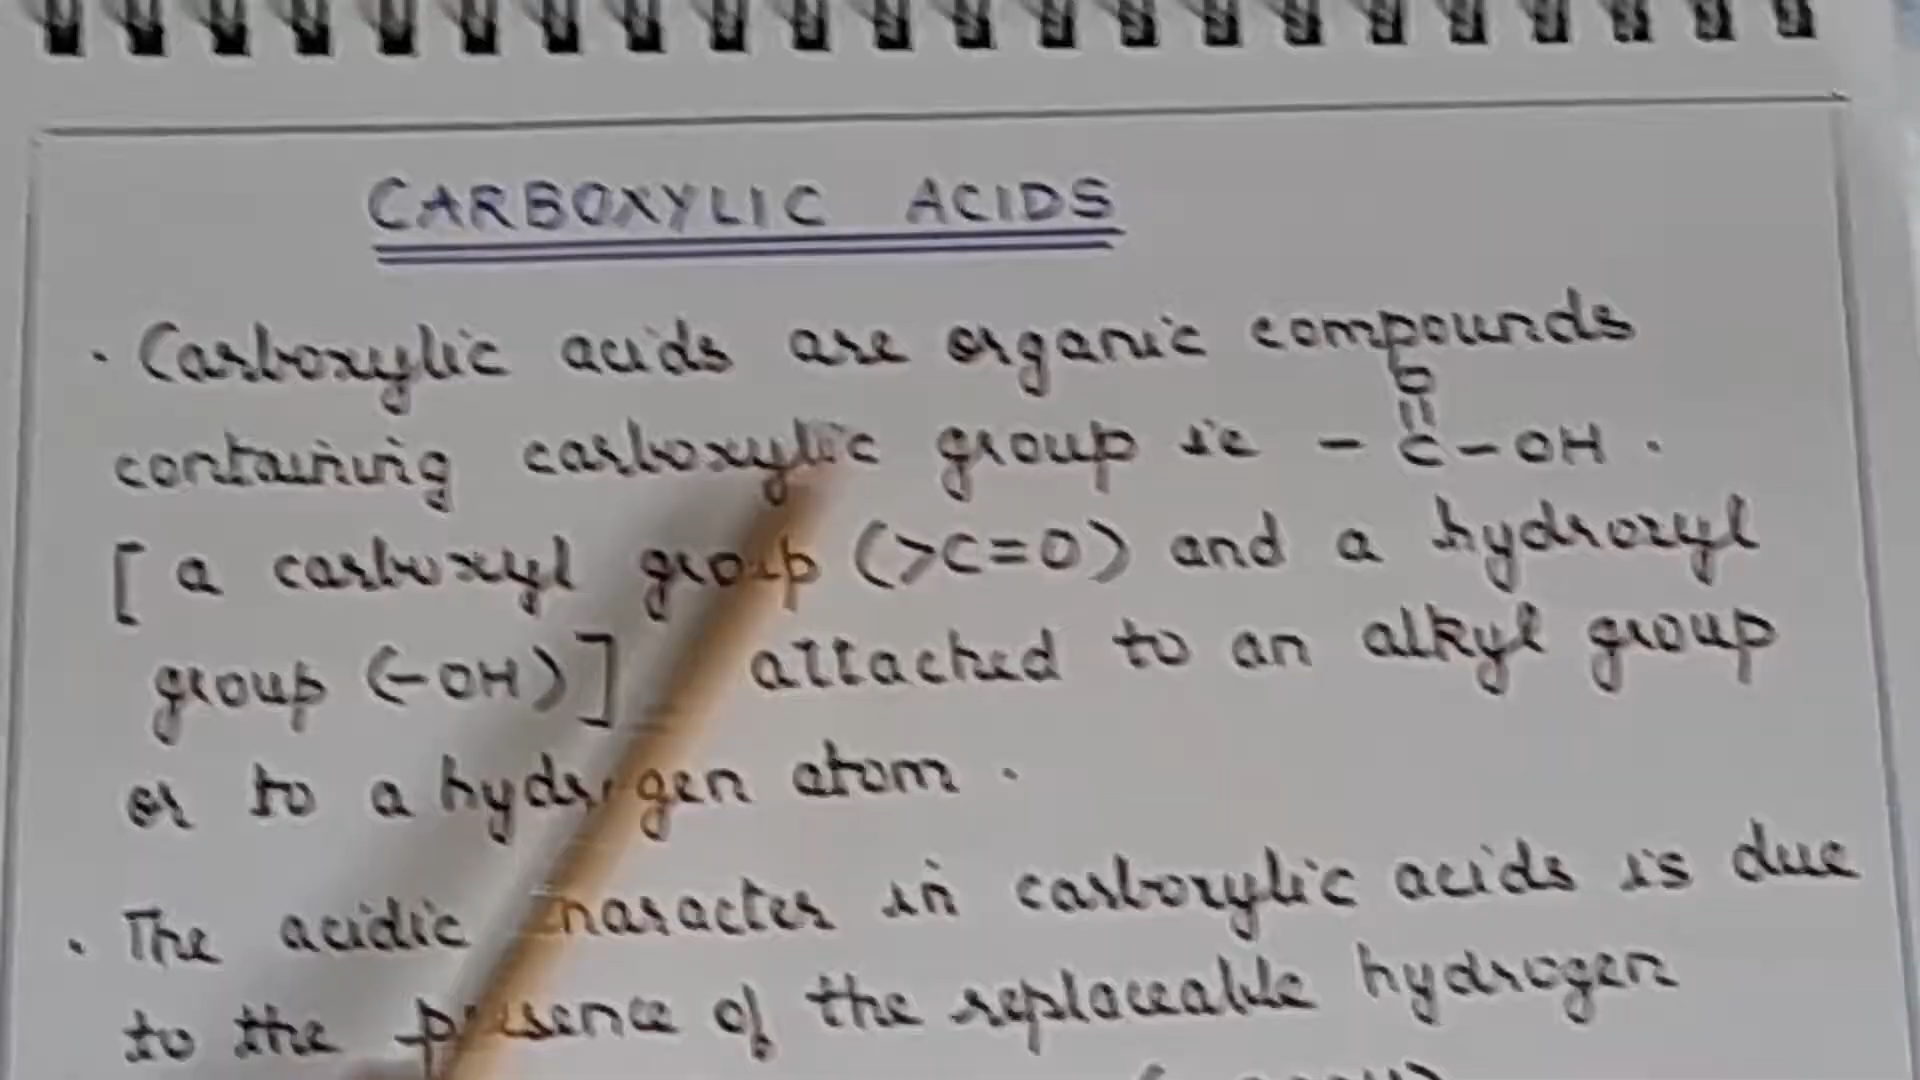 CARBOXYLIC ACIDS
· Carboxylic acids are organic compounds
O
||
containing carboxylic group ie -C-OH .
[a carboxyl group (>C=O) and a hydroxyl
group (-OH)] attached to an alkyl group
or to a hydrogen atom .
· The acidic character in carboxylic acids is due
to the presence of the replaceable hydrogen